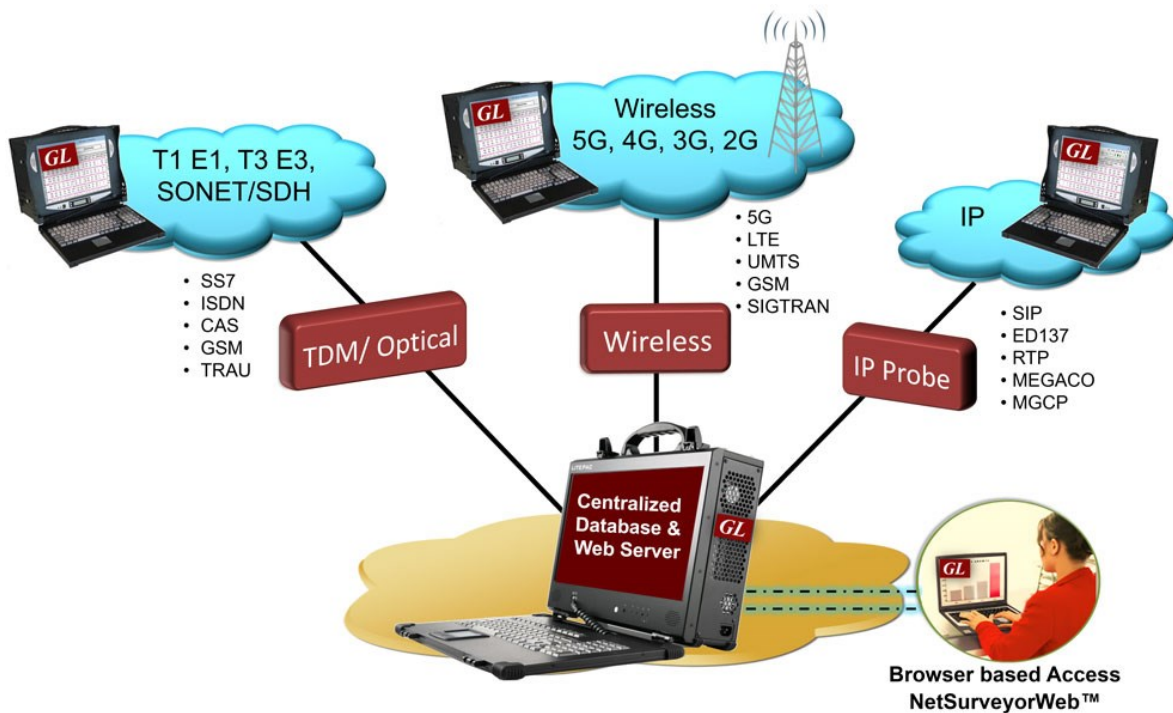 GL
T1 E1, T3 E3,
SONET/SDH
• SS7
• ISDN
• CAS
• GSM
• TRAU
TDM/ Optical
GL
Wireless
5G, 4G, 3G, 2G
• 5G
• LTE
• UMTS
• GSM
• SIGTRAN
Wireless
GL
IP
• SIP
• ED137
• RTP
• MEGACO
• MGCP
IP Probe
LITEPAC
Centralized
Database &
Web Server
GL
GL
Browser based Access
NetSurveyorWeb™